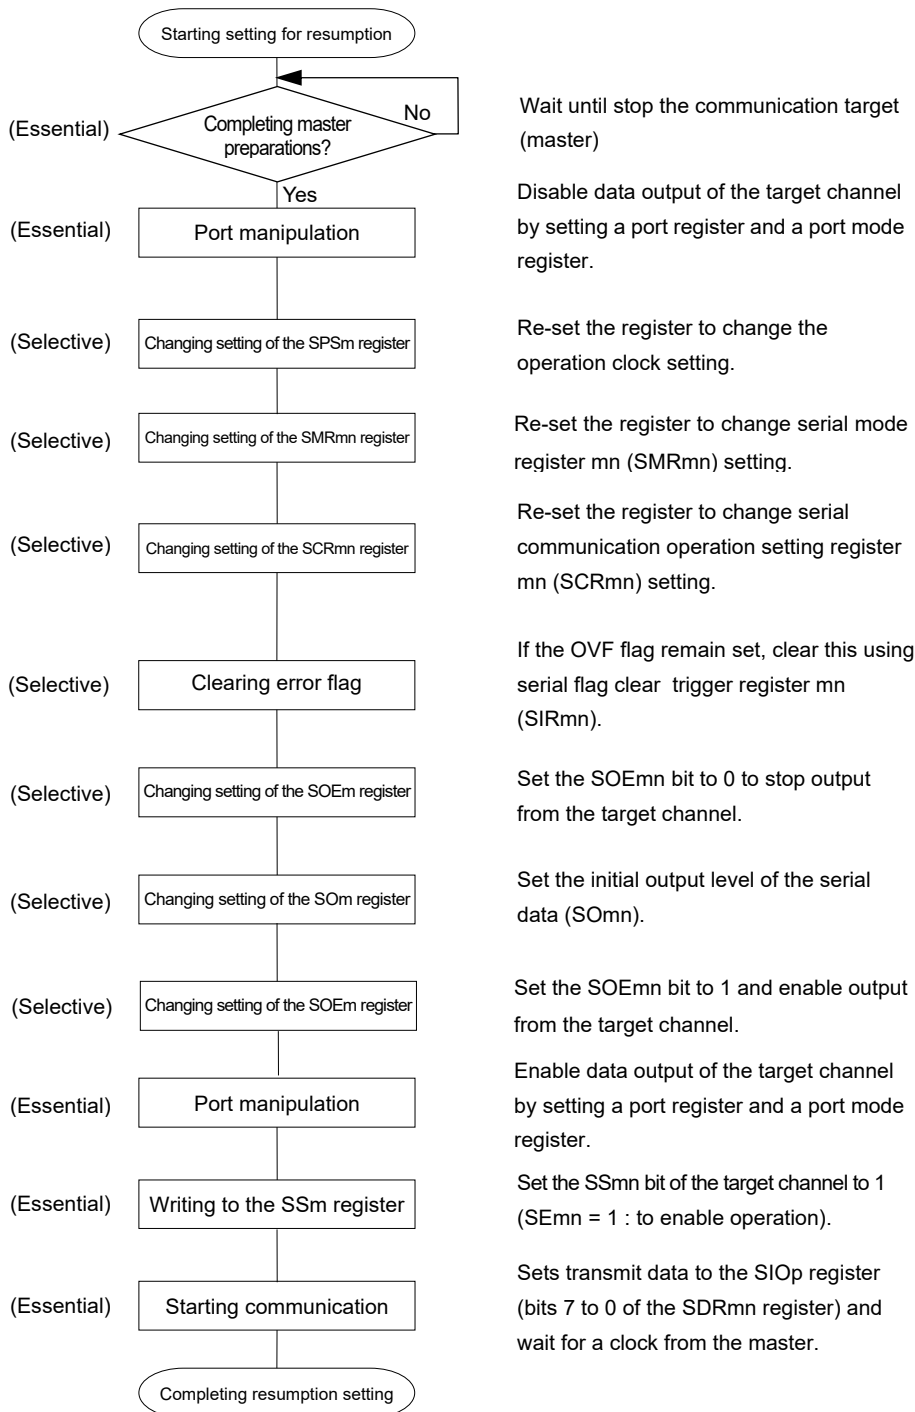 Starting setting for resumption
No
(Essential)
Completing master
preparations?
Wait until stop the communication target
(master)
Yes
(Essential)
Port manipulation
Disable data output of the target channel
by setting a port register and a port mode
register.
(Selective)
Changing setting of the SPSm register
Re-set the register to change the
operation clock setting.
(Selective)
Changing setting of the SMRmn register
Re-set the register to change serial mode
register mn (SMRmn) setting.
(Selective)
Changing setting of the SCRmn register
Re-set the register to change serial
communication operation setting register
mn (SCRmn) setting.
(Selective)
Clearing error flag
If the OVF flag remain set, clear this using
serial flag clear trigger register mn
(SIRmn).
(Selective)
Changing setting of the SOEm register
Set the SOEmn bit to 0 to stop output
from the target channel.
(Selective)
Changing setting of the SOm register
Set the initial output level of the serial
data (SOmn).
(Selective)
Changing setting of the SOEm register
Set the SOEmn bit to 1 and enable output
from the target channel.
(Essential)
Port manipulation
Enable data output of the target channel
by setting a port register and a port mode
register.
(Essential)
Writing to the SSm register
Set the SSmn bit of the target channel to 1
(SEmn = 1 : to enable operation).
(Essential)
Starting communication
Sets transmit data to the SIOp register
(bits 7 to 0 of the SDRmn register) and
wait for a clock from the master.
Completing resumption setting